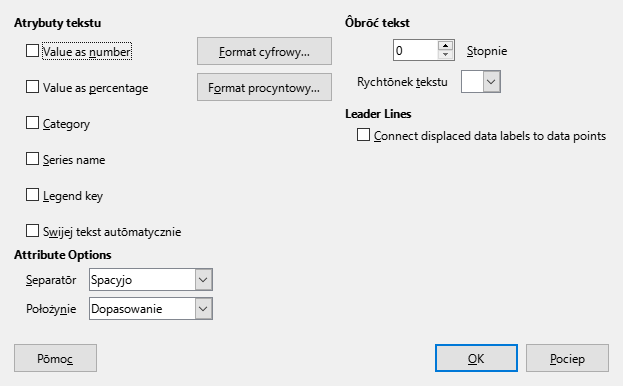 Atrybuty tekstu
Value as number
Format cyfrowy...
Value as percentage
Format procyntowy...
Category
Series name
Legend key
Swijej tekst autōmatycznie
Attribute Options
Separatōr
Spacyjo
Położynie
Dopasowanie
Ôbrōć tekst
0
Stopnie
Rychtōnek tekstu
Leader Lines
Connect displaced data labels to data points
Pōmoc
OK
Pociep